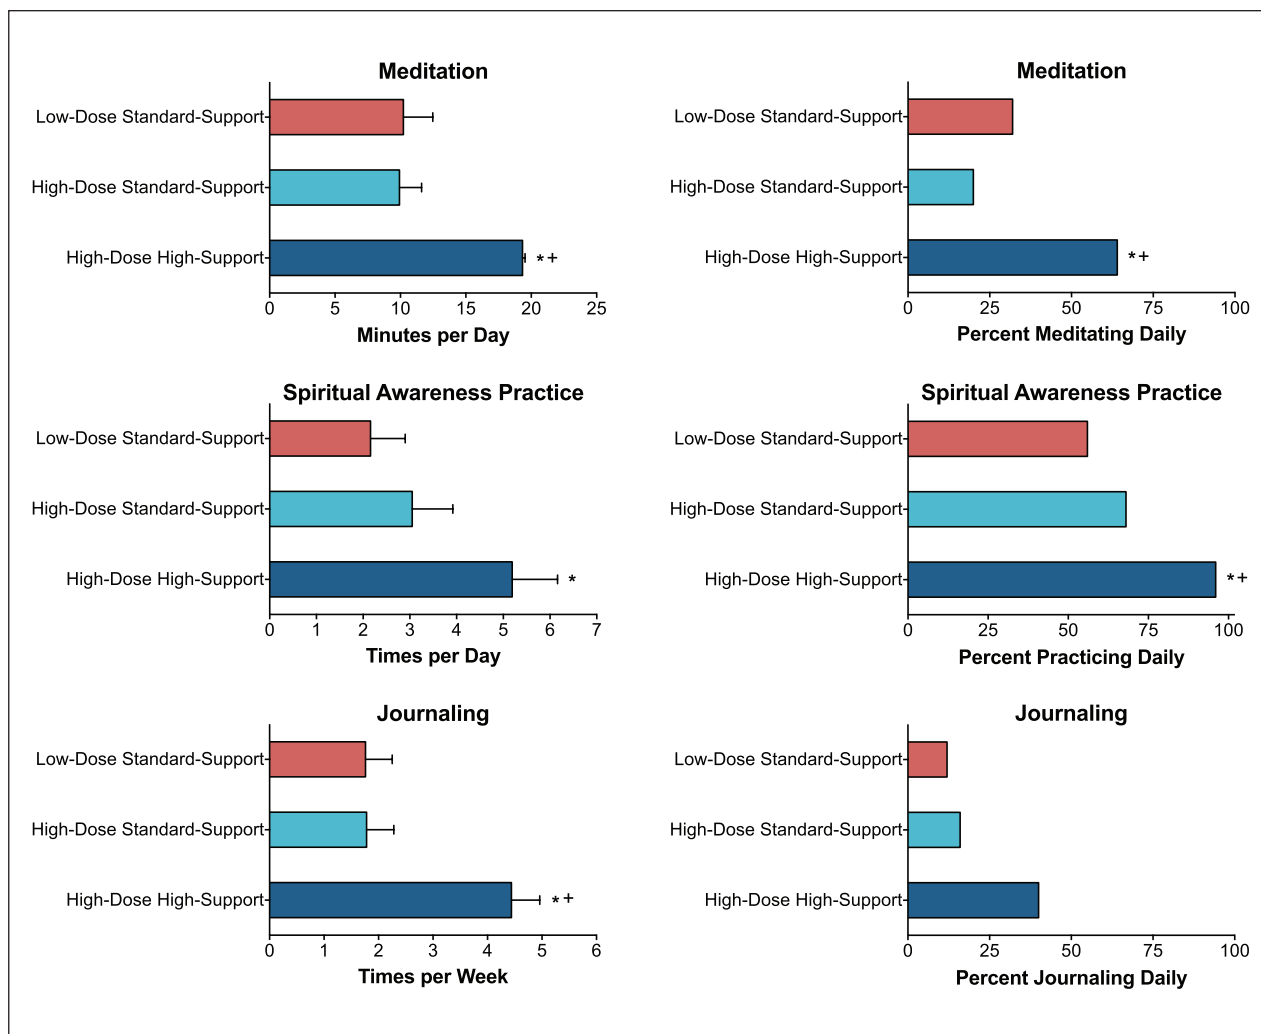 Meditation
Low-Dose Standard-Support
High-Dose Standard-Support
High-Dose High-Support
*+
0 5 10 15 20 25
Minutes per Day
Meditation
Low-Dose Standard-Support
High-Dose Standard-Support
High-Dose High-Support
*+
0 25 50 75 100
Percent Meditating Daily
Spiritual Awareness Practice
Low-Dose Standard-Support
High-Dose Standard-Support
High-Dose High-Support
*
0 1 2 3 4 5 6 7
Times per Day
Spiritual Awareness Practice
Low-Dose Standard-Support
High-Dose Standard-Support
High-Dose High-Support
*+
0 25 50 75 100
Percent Practicing Daily
Journaling
Low-Dose Standard-Support
High-Dose Standard-Support
High-Dose High-Support
*+
0 1 2 3 4 5 6
Times per Week
Journaling
Low-Dose Standard-Support
High-Dose Standard-Support
High-Dose High-Support
0 25 50 75 100
Percent Journaling Daily